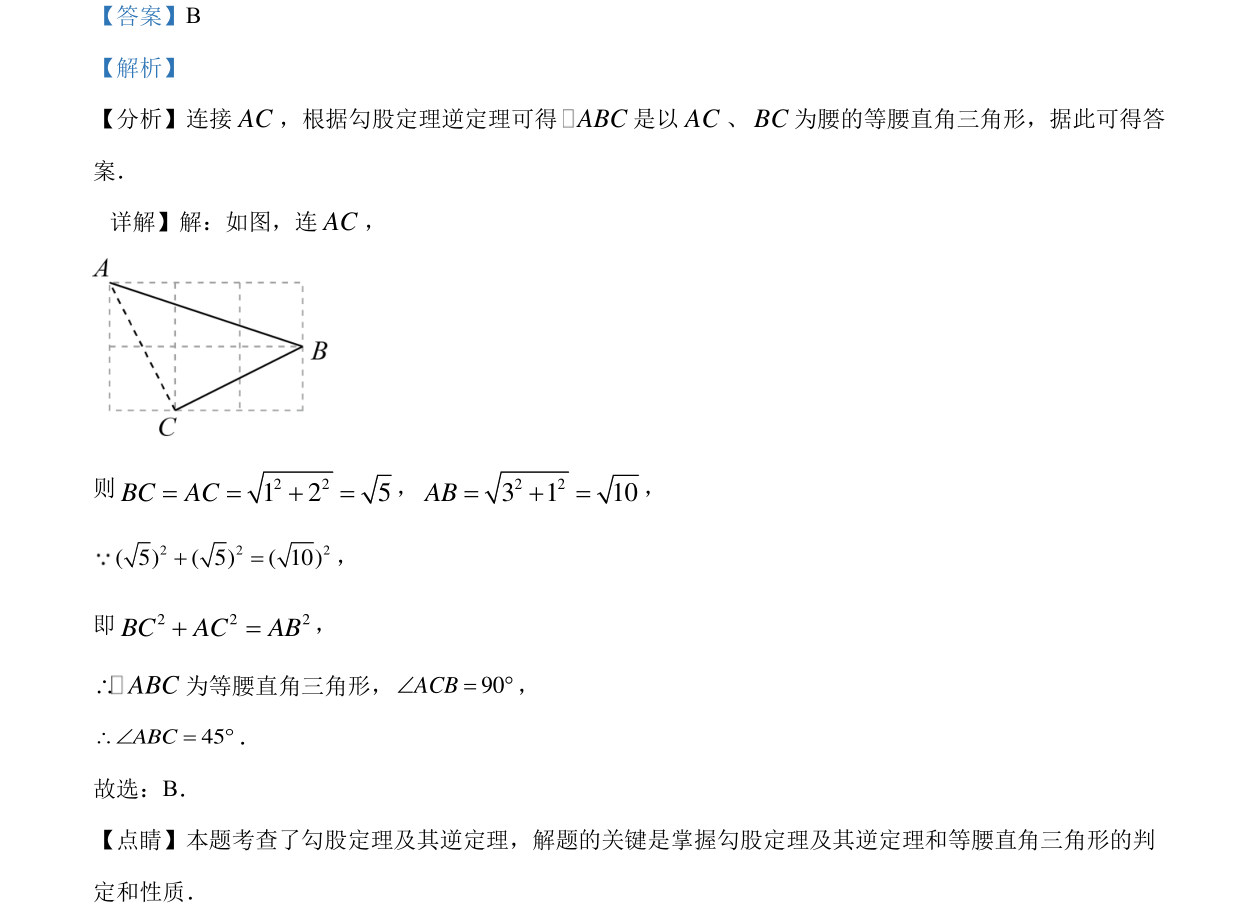 【答案】B
【解析】
【分析】连接 AC，根据勾股定理逆定理可得 □ABC 是以 AC、BC 为腰的等腰直角三角形，据此可得答
案．
详解】解：如图，连 AC，
A
B
C
则 BC = AC = √(1² + 2²) = √5，AB = √(3² + 1²) = √10，
∵(√5)² + (√5)² = (√10)²，
即 BC² + AC² = AB²，
∴□ABC 为等腰直角三角形，∠ACB = 90°，
∴∠ABC = 45°．
故选：B．
【点睛】本题考查了勾股定理及其逆定理，解题的关键是掌握勾股定理及其逆定理和等腰直角三角形的判
定和性质．